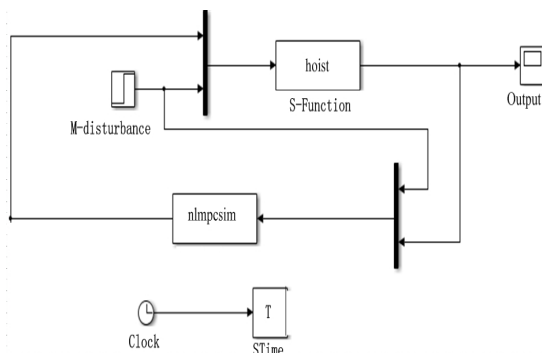 hoist
S-Function
Output
M-disturbance
nlmpcsim
T
Clock
STime